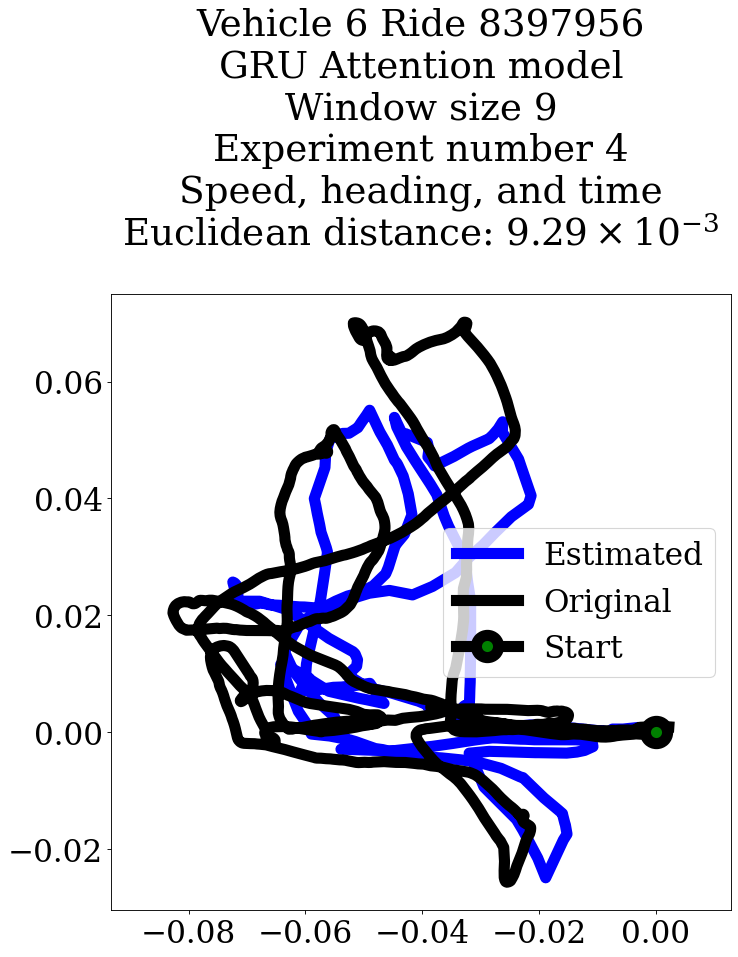 Vehicle 6 Ride 8397956
GRU Attention model
Window size 9
Experiment number 4
Speed, heading, and time
Euclidean distance: 9.29 × 10⁻³
0.06
0.04
0.02
0.00
−0.02
Estimated
Original
Start
−0.08 −0.06 −0.04 −0.02 0.00